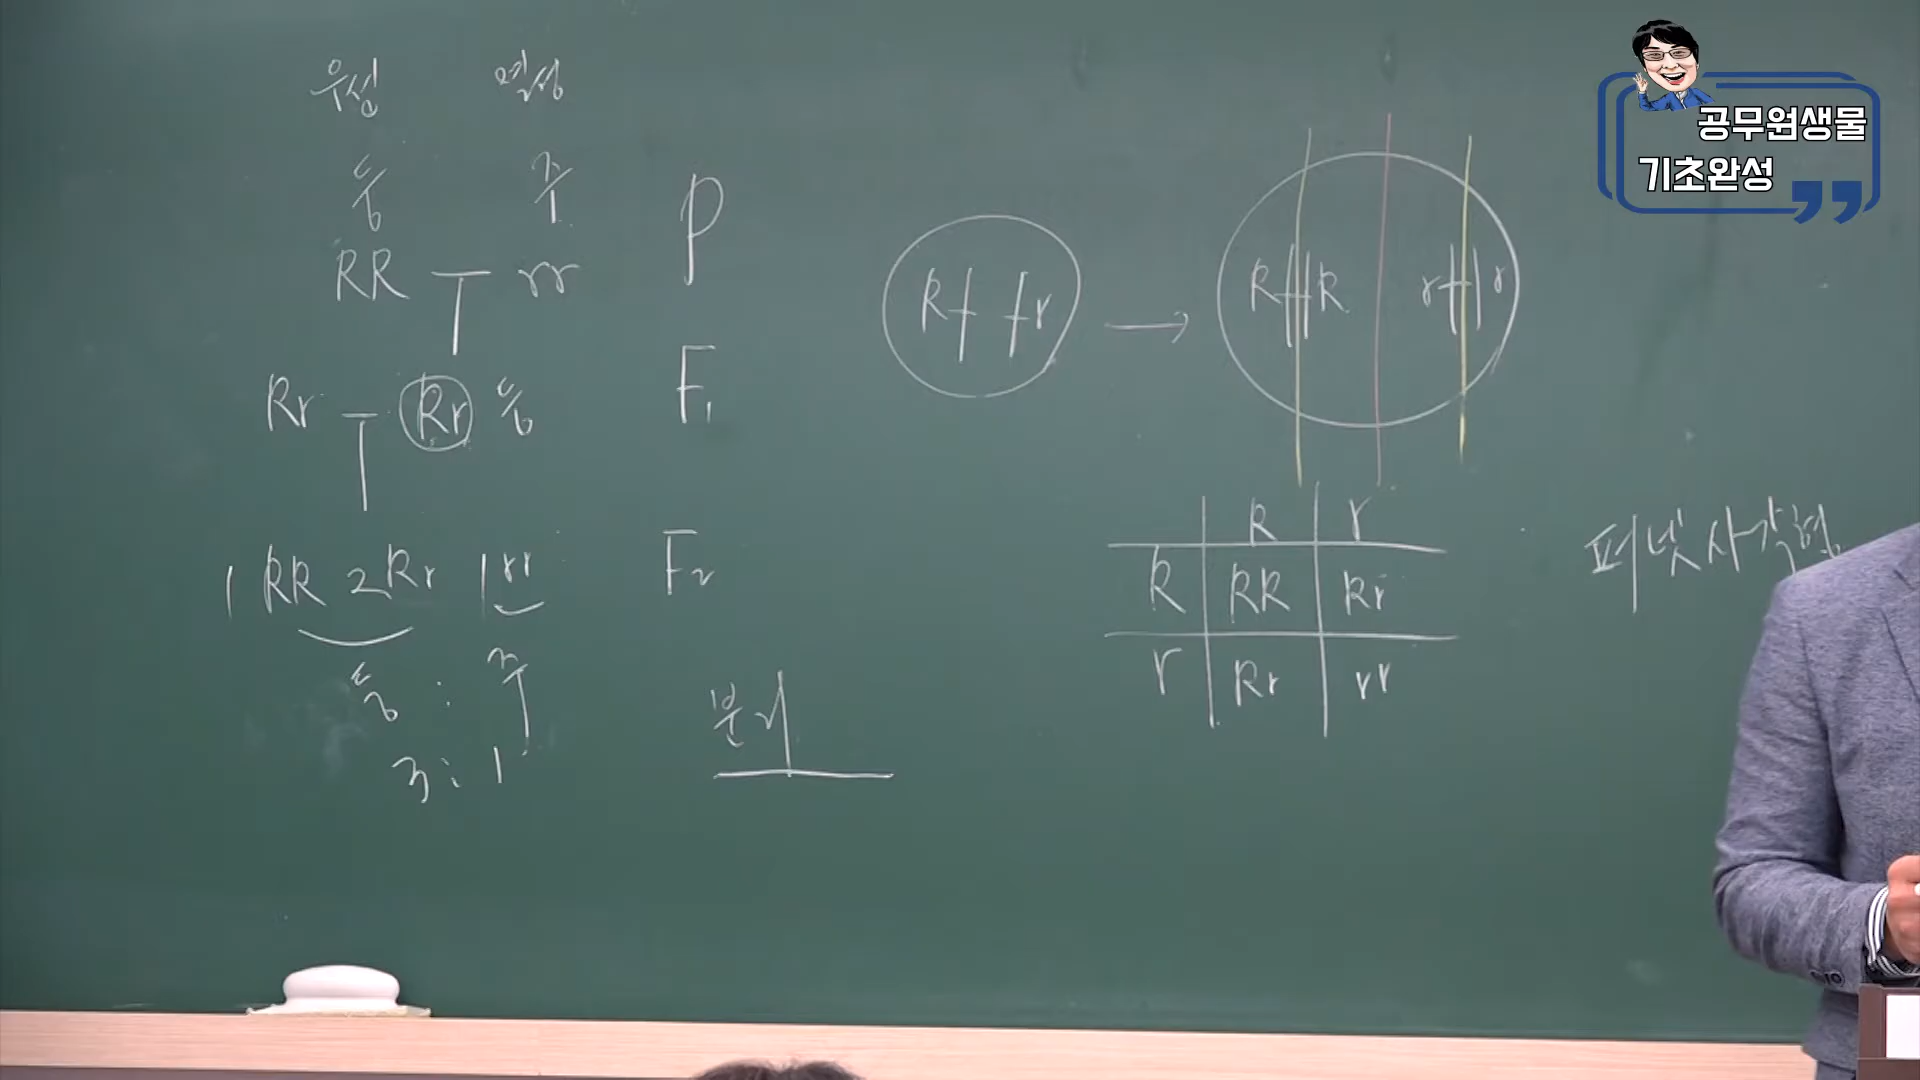 우성 열성
둥 주
RR rr
P
Rr Rr 둥
F₁
1 RR 2Rr 1 rr
F₂
둥 : 주
3 : 1
분리
R r
R R r r
R r
R RR Rr
r Rr rr
퍼넷사각형
공무원생물
기초완성